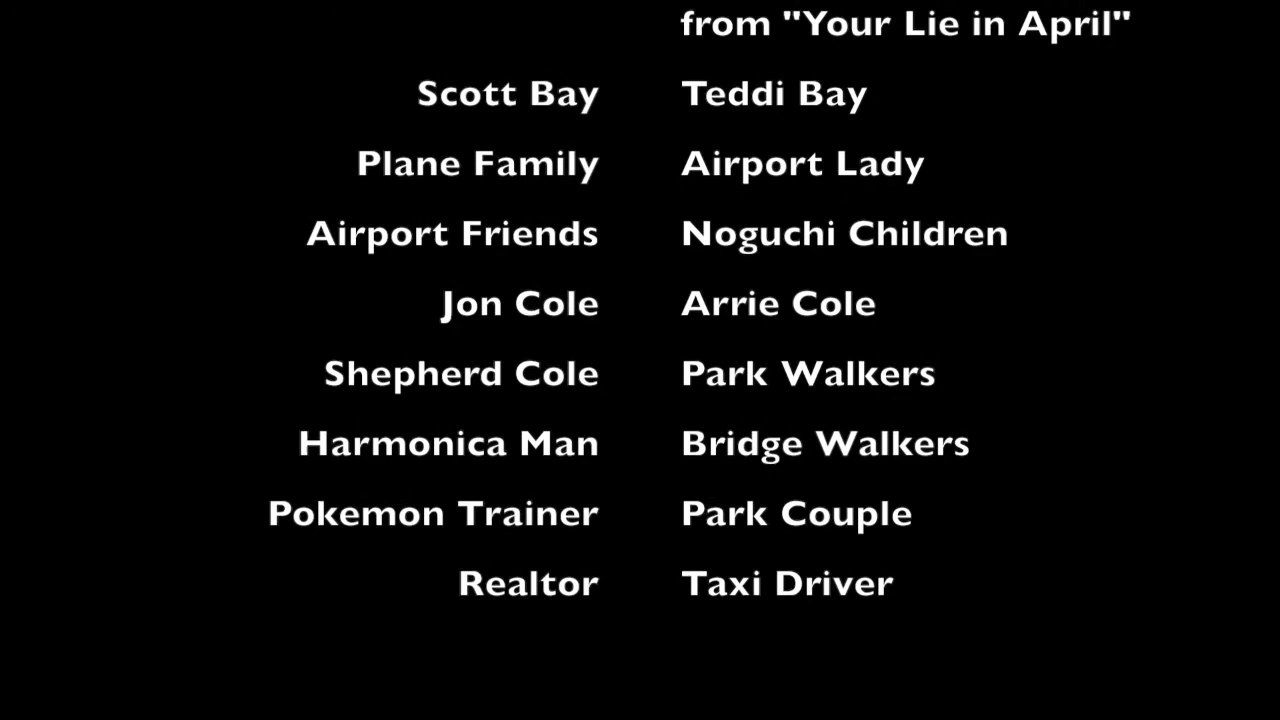 from "Your Lie in April"
Scott Bay Teddi Bay
Plane Family Airport Lady
Airport Friends Noguchi Children
Jon Cole Arrie Cole
Shepherd Cole Park Walkers
Harmonica Man Bridge Walkers
Pokemon Trainer Park Couple
Realtor Taxi Driver